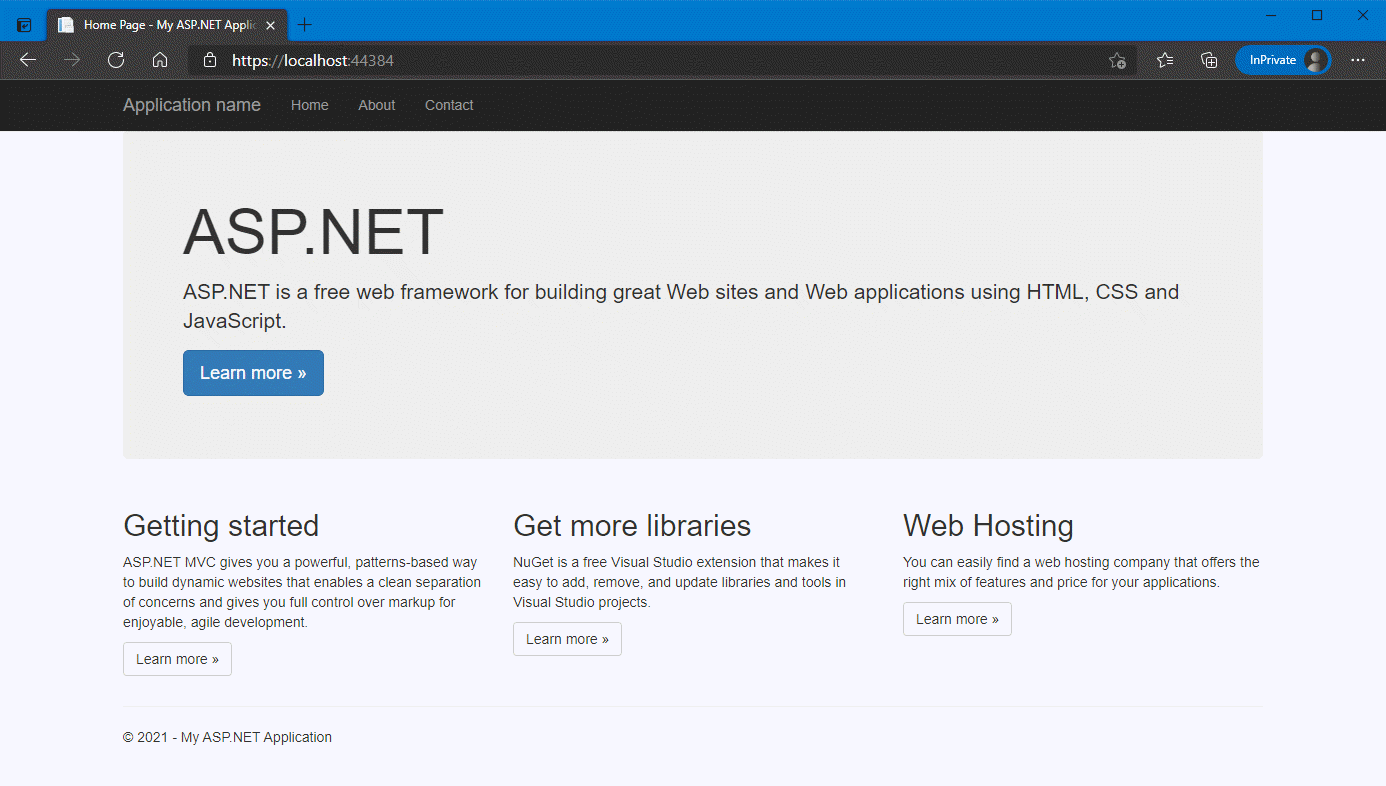 Home Page - My ASP.NET Applic
https://localhost:44384
InPrivate
Application name Home About Contact
ASP.NET
ASP.NET is a free web framework for building great Web sites and Web applications using HTML, CSS and
JavaScript.
Learn more »
Getting started
ASP.NET MVC gives you a powerful, patterns-based way
to build dynamic websites that enables a clean separation
of concerns and gives you full control over markup for
enjoyable, agile development.
Learn more »
Get more libraries
NuGet is a free Visual Studio extension that makes it
easy to add, remove, and update libraries and tools in
Visual Studio projects.
Learn more »
Web Hosting
You can easily find a web hosting company that offers the
right mix of features and price for your applications.
Learn more »
© 2021 - My ASP.NET Application